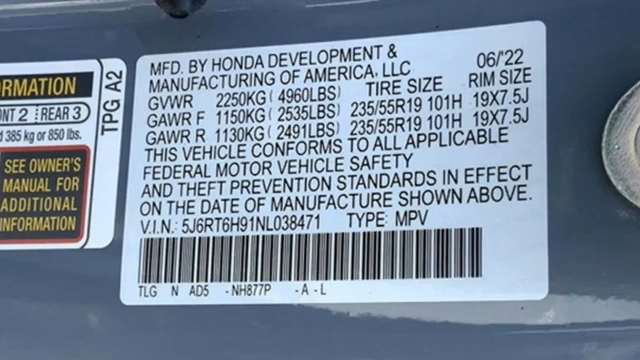 ORMATION
ONT 2 REAR 3
d 385 kg or 850 lbs.
SEE OWNER'S
MANUAL FOR
ADDITIONAL
INFORMATION
TPG A2
MFD. BY HONDA DEVELOPMENT &
MANUFACTURING OF AMERICA, LLC 06/'22
GVWR 2250KG (4960LBS) TIRE SIZE RIM SIZE
GAWR F 1150KG (2535LBS) 235/55R19 101H 19X7.5J
GAWR R 1130KG (2491LBS) 235/55R19 101H 19X7.5J
THIS VEHICLE CONFORMS TO ALL APPLICABLE
FEDERAL MOTOR VEHICLE SAFETY
AND THEFT PREVENTION STANDARDS IN EFFECT
ON THE DATE OF MANUFACTURE SHOWN ABOVE.
V.I.N.: 5J6RT6H91NL038471 TYPE: MPV
TLG N AD5 - NH877P - A - L